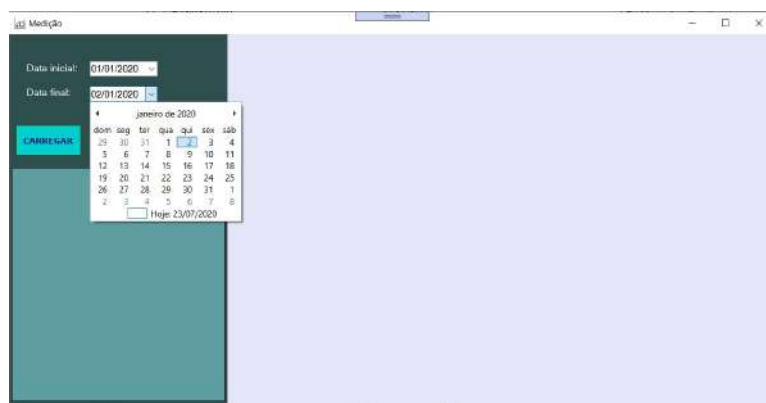 Medição
Data inicial: 01/01/2020
Data final: 02/01/2020
janeiro de 2020
dom seg ter qua qui sex sáb
29 30 31 1 2 3 4
5 6 7 8 9 10 11
12 13 14 15 16 17 18
19 20 21 22 23 24 25
26 27 28 29 30 31 1
2 3 4 5 6 7 8
Hoje: 23/07/2020
CARREGAR